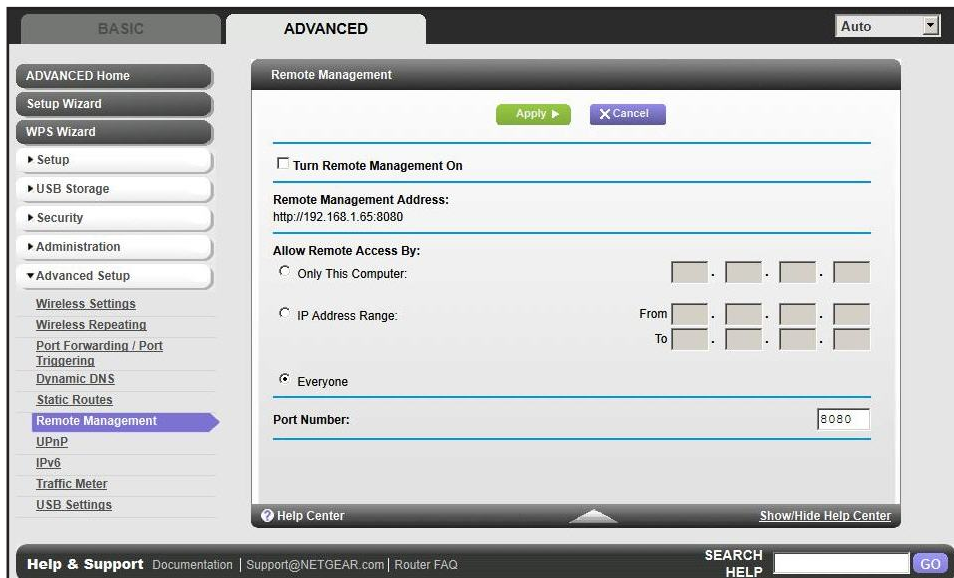 BASIC
ADVANCED
Auto
ADVANCED Home
Setup Wizard
WPS Wizard
Setup
USB Storage
Security
Administration
Advanced Setup
Wireless Settings
Wireless Repeating
Port Forwarding / Port
Triggering
Dynamic DNS
Static Routes
Remote Management
UPnP
IPv6
Traffic Meter
USB Settings
Remote Management
Apply
X Cancel
Turn Remote Management On
Remote Management Address:
http://192.168.1.65:8080
Allow Remote Access By:
Only This Computer:
. . .
IP Address Range:
From . . .
To . . .
Everyone
Port Number: 8080
? Help Center
Show/Hide Help Center
Help & Support Documentation | Support@NETGEAR.com | Router FAQ
SEARCH
HELP
GO